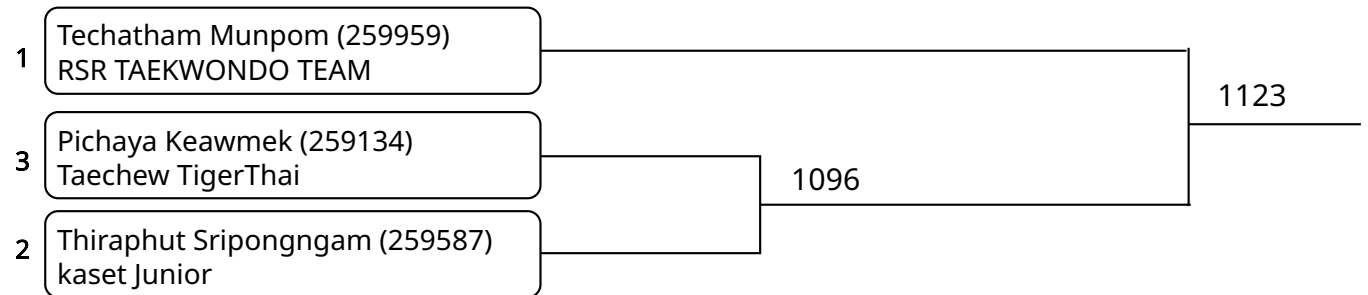 1
Techatham Munpom (259959)
RSR TAEKWONDO TEAM
1123
3
Pichaya Keawmek (259134)
Taechew TigerThai
1096
2
Thiraphut Sripongngam (259587)
kaset Junior